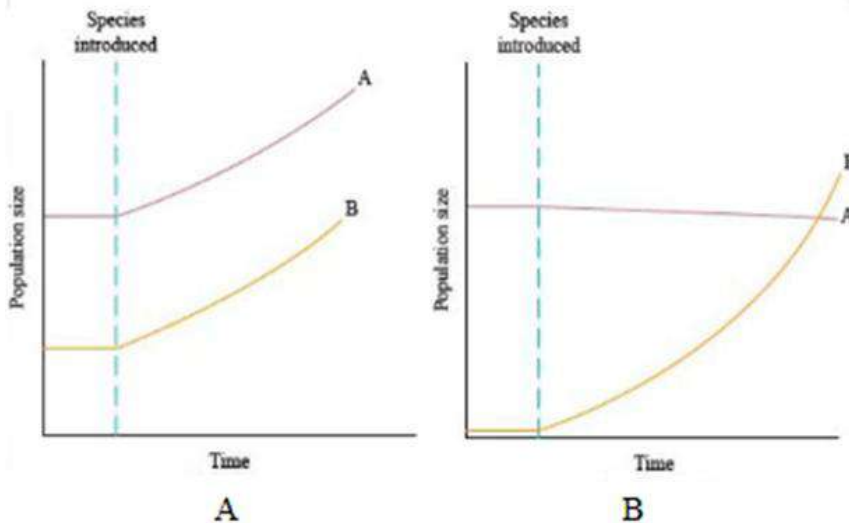 Species
introduced
A
B
Population size
Time
A
Species
introduced
A
Population size
Time
B